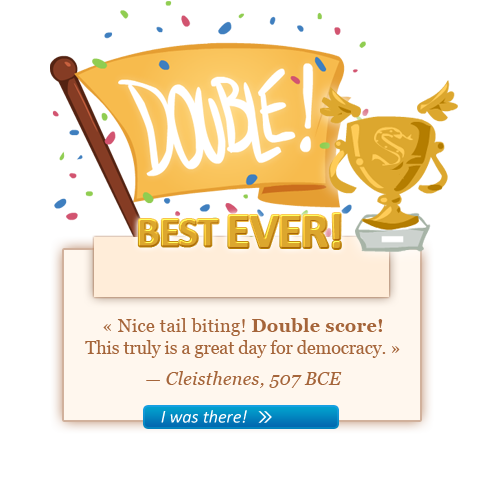 DOUBLE!
BEST EVER!
« Nice tail biting! Double score!
This truly is a great day for democracy. »
— Cleisthenes, 507 BCE
I was there! »